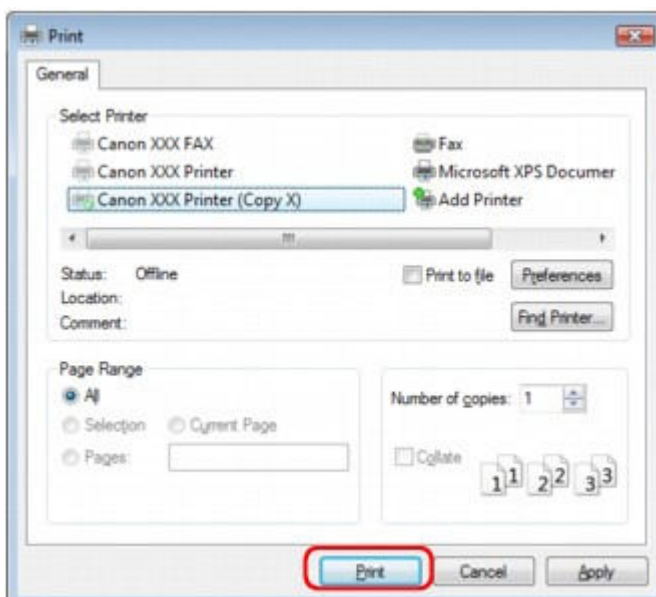 Print
General
Select Printer
Canon XXX FAX
Fax
Canon XXX Printer
Microsoft XPS Documer
Canon XXX Printer (Copy X)
Add Printer
Status: Offline
Print to file
Preferences
Location:
Comment:
Find Printer...
Page Range
All
Number of copies: 1
Selection
Current Page
Pages:
Collate
1 1 2 2 3 3
Print
Cancel
Apply